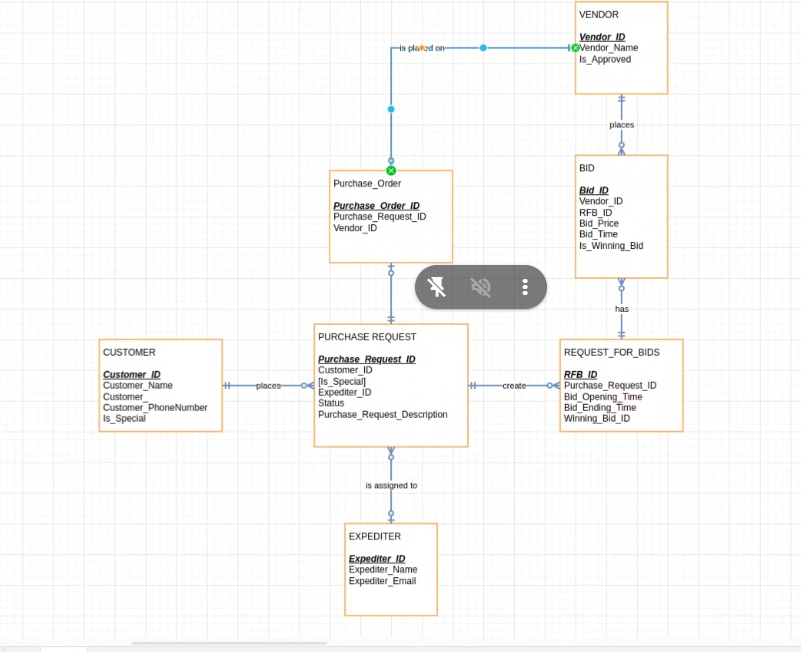 VENDOR
Vendor_ID
Vendor_Name
Is_Approved
is placed on
places
BID
Bid_ID
Vendor_ID
RFB_ID
Bid_Price
Bid_Time
Is_Winning_Bid
Purchase_Order
Purchase_Order_ID
Purchase_Request_ID
Vendor_ID
has
PURCHASE REQUEST
Purchase_Request_ID
Customer_ID
[Is_Special]
Expediter_ID
Status
Purchase_Request_Description
CUSTOMER
Customer_ID
Customer_Name
Customer_
Customer_PhoneNumber
Is_Special
places
create
REQUEST_FOR_BIDS
RFB_ID
Purchase_Request_ID
Bid_Opening_Time
Bid_Ending_Time
Winning_Bid_ID
is assigned to
EXPEDITER
Expediter_ID
Expediter_Name
Expediter_Email